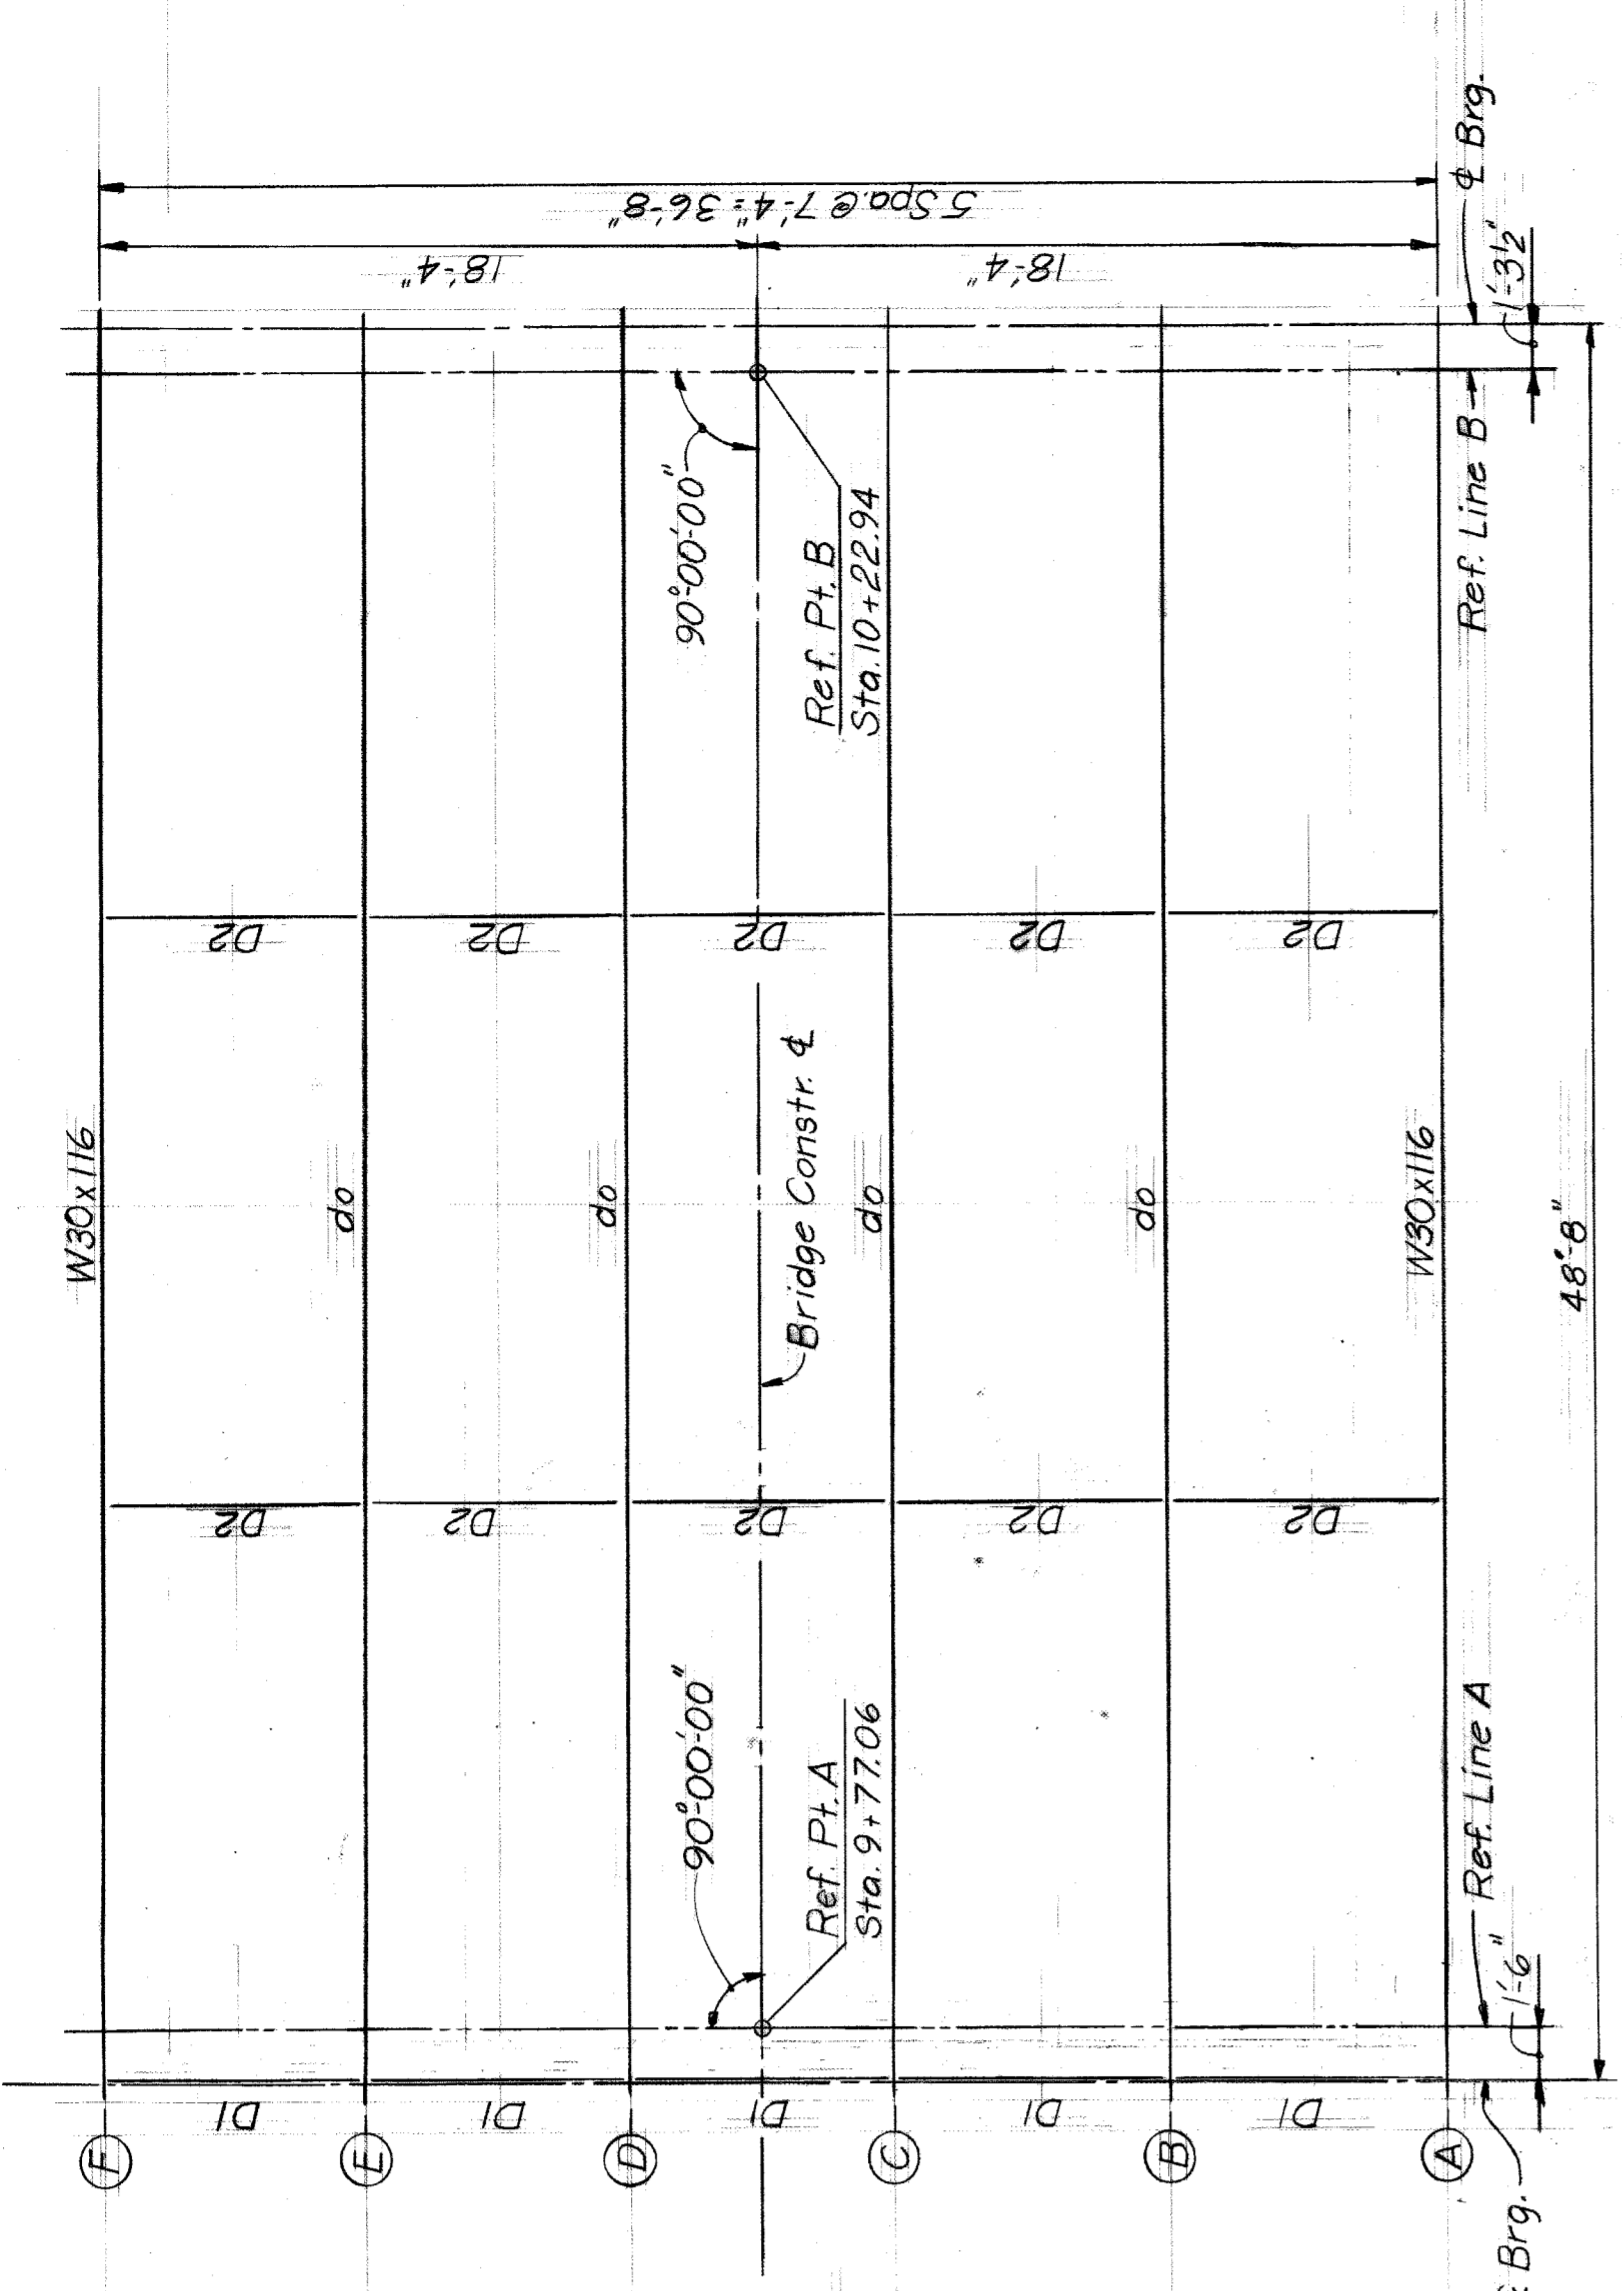 W30x116
do
do
do
do
W30x116
D2
D2
D2
D2
D2
D2
D2
D2
D2
D2
D1
D1
D1
D1
D1
F
E
D
C
B
A
90°-00'-00"
Ref. Pt. A
Sta. 9+77.06
Bridge Constr. ℄
90°-00'-00"
Ref. Pt. B
Sta. 10+22.94
18'-4"
18'-4"
5 Spa. @ 7'-4" = 36'-8"
Brg.
1'-6"
Ref. Line A
48'-8"
Ref. Line B
1'-3½"
℄ Brg.